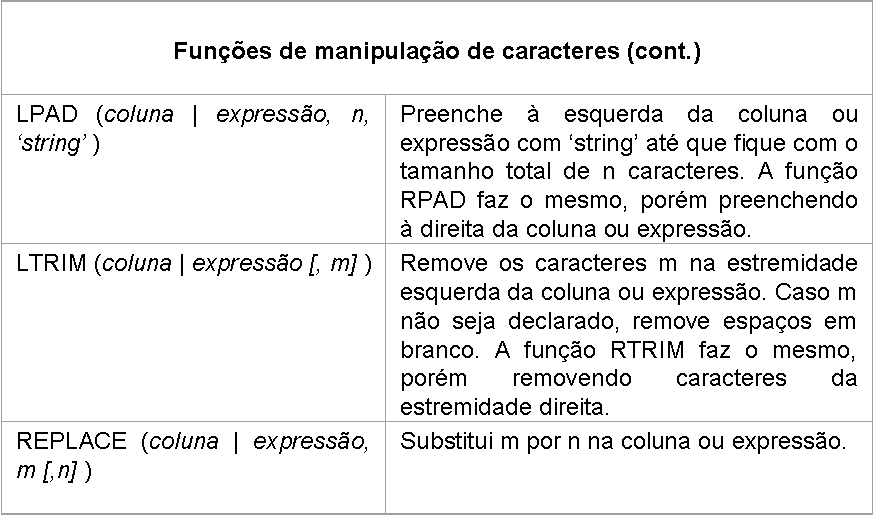 Funções de manipulação de caracteres (cont.)
LPAD (coluna | expressão, n,
‘string’ )
Preenche à esquerda da coluna ou
expressão com ‘string’ até que fique com o
tamanho total de n caracteres. A função
RPAD faz o mesmo, porém preenchendo
à direita da coluna ou expressão.
LTRIM (coluna | expressão [, m] )
Remove os caracteres m na estremidade
esquerda da coluna ou expressão. Caso m
não seja declarado, remove espaços em
branco. A função RTRIM faz o mesmo,
porém removendo caracteres da
estremidade direita.
REPLACE (coluna | expressão,
m [,n] )
Substitui m por n na coluna ou expressão.